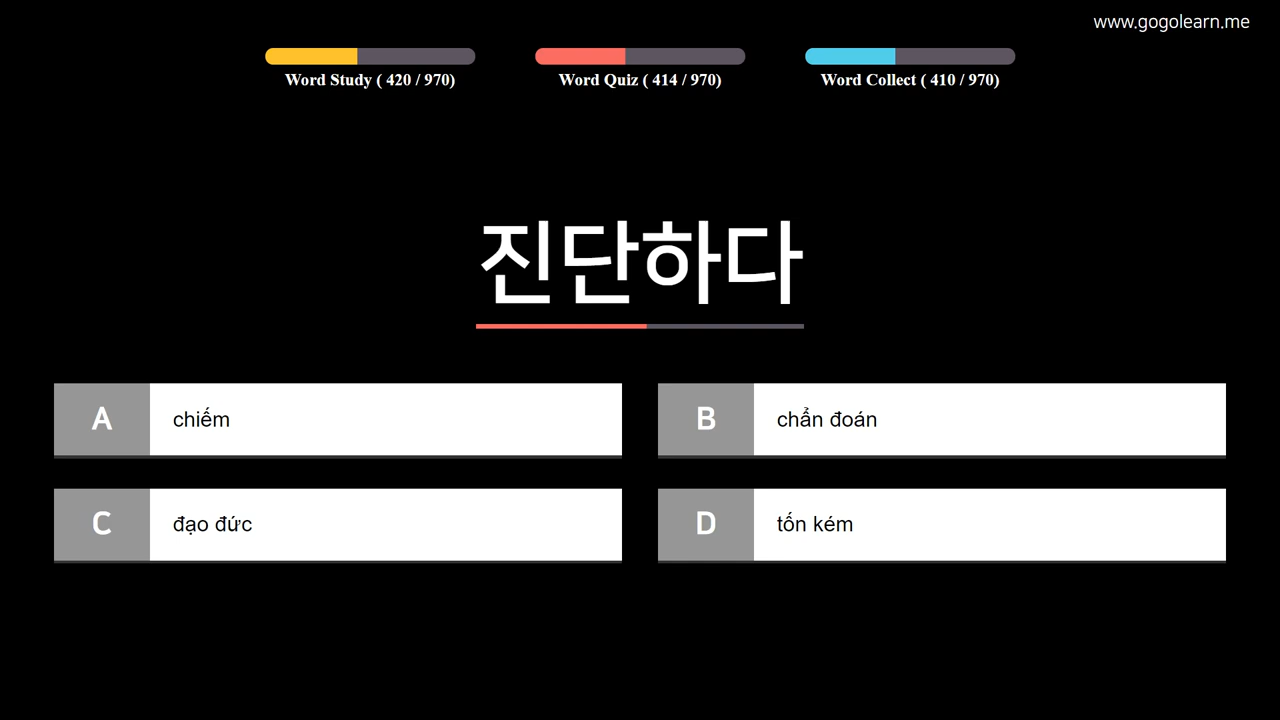 www.gogolearn.me
Word Study ( 420 / 970)
Word Quiz ( 414 / 970)
Word Collect ( 410 / 970)
진단하다
A chiếm
B chẩn đoán
C đạo đức
D tốn kém